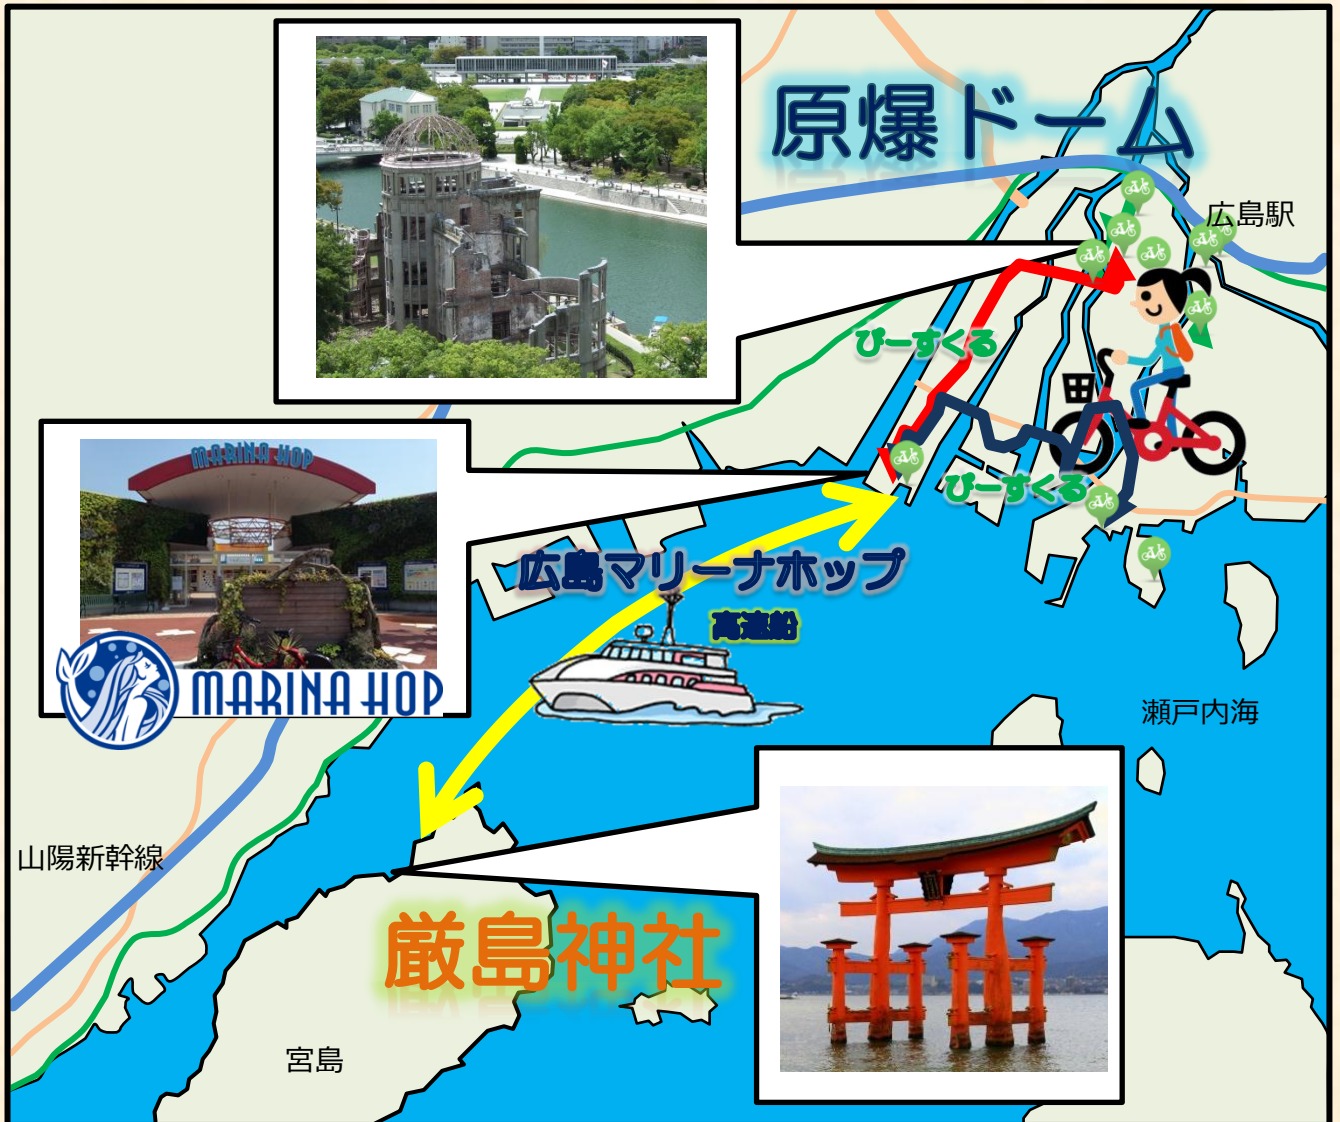 原爆ドーム
広島駅
ぴーすくる
MARINA HOP
ぴーすくる
広島マリーナホップ
高速船
MARINA HOP
瀬戸内海
山陽新幹線
厳島神社
宮島